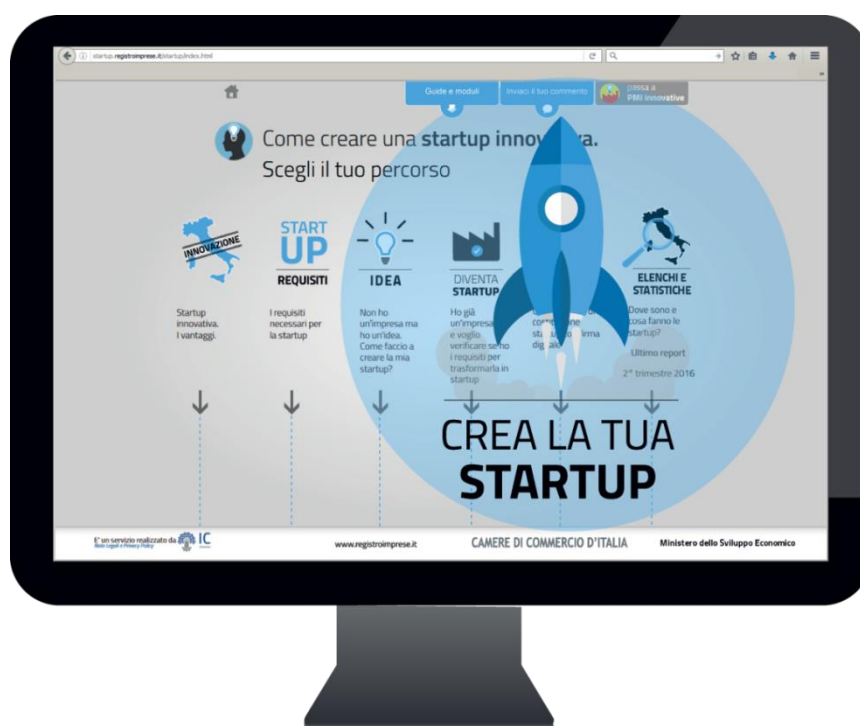 startup.registroimprese.it/startup/index.html
Guide e moduli
Inviaci il tuo commento
passa a
PMI innovative
Come creare una startup innov va.
Scegli il tuo percorso
INNOVAZIONE
START
UP
REQUISITI
IDEA
DIVENTA
STARTUP
ELENCHI E
STATISTICHE
Startup
innovativa.
I vantaggi.
I requisiti
necessari per
la startup
Non ho
un'impresa ma
ho un'idea.
Come faccio a
creare la mia
startup?
Ho già
un'impresa
e voglio
verificare se ho
i requisiti per
trasformarla in
startup
Dove sono e
cosa fanno le
startup?
Ultimo report
2° trimestre 2016
CREA LA TUA
STARTUP
E' un servizio realizzato da
Note Legali e Privacy Policy
IC
www.registroimprese.it
CAMERE DI COMMERCIO D'ITALIA
Ministero dello Sviluppo Economico